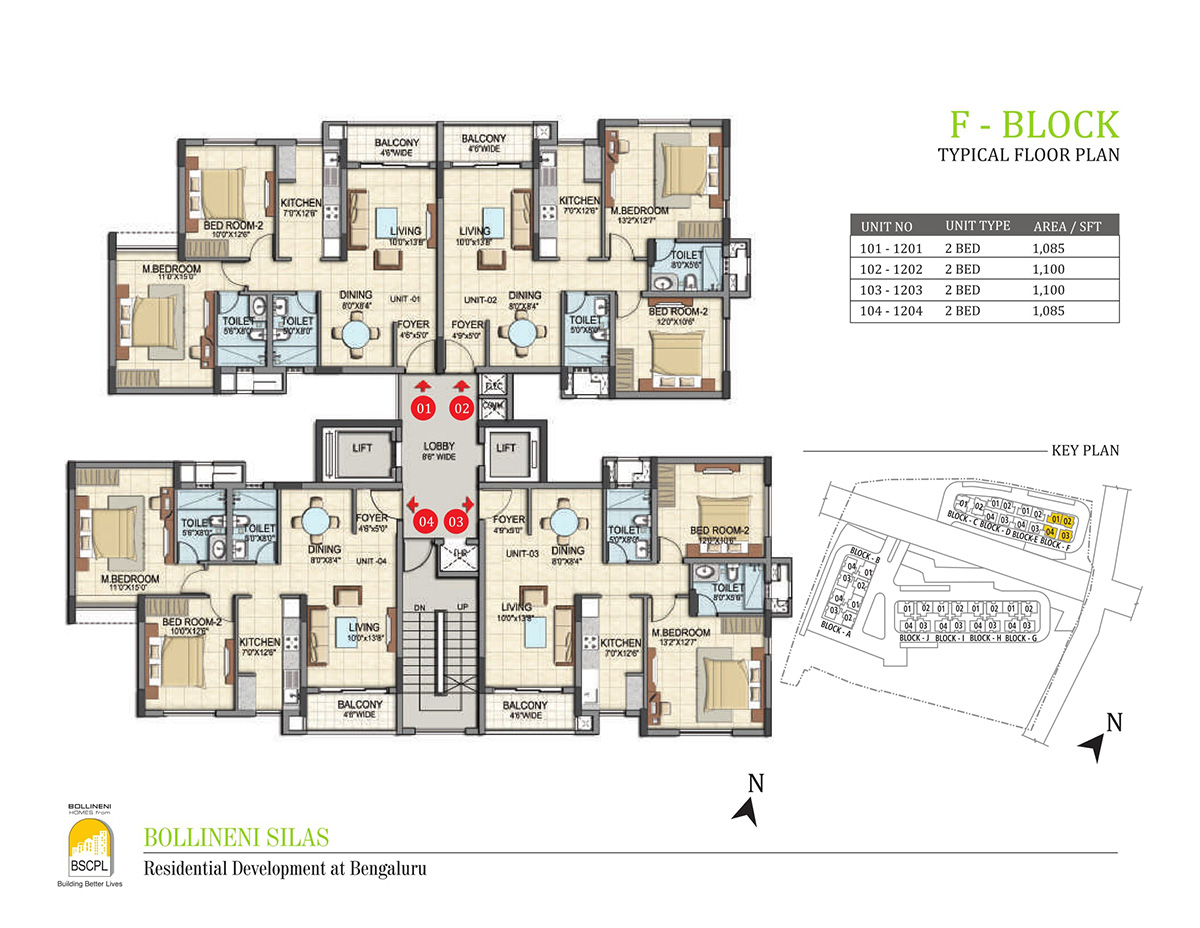 F - BLOCK
TYPICAL FLOOR PLAN
UNIT NO UNIT TYPE AREA / SFT
101 - 1201 2 BED 1,085
102 - 1202 2 BED 1,100
103 - 1203 2 BED 1,100
104 - 1204 2 BED 1,085
BALCONY
4'6"WIDE
BALCONY
4'6"WIDE
BED ROOM-2
10'0"X12'6"
KITCHEN
7'0"X12'6"
LIVING
10'0"x13'8"
LIVING
10'0"x13'8"
KITCHEN
7'0"X12'6"
M.BEDROOM
13'2"X12'7"
M.BEDROOM
11'0"X15'0"
TOILET
8'0"X5'6"
DINING
8'0"X8'4"
UNIT -01
UNIT-02
DINING
8'0"X8'4"
TOILET
5'6"X8'0"
TOILET
5'0"X8'0"
FOYER
4'6"x5'0"
FOYER
4'9"x5'0"
TOILET
5'0"X8'0"
BED ROOM-2
12'0"X10'6"
ELEC
COMM.
01
02
LIFT
LOBBY
8'6" WIDE
LIFT
04
03
FHR
TOILET
5'6"X8'0"
TOILET
5'0"X8'0"
FOYER
4'6"x5'0"
DINING
8'0"X8'4"
UNIT -04
FOYER
4'9"x5'0"
UNIT-03
DINING
8'0"X8'4"
TOILET
5'0"X8'0"
BED ROOM-2
12'0"X10'6"
M.BEDROOM
11'0"X15'0"
TOILET
8'0"X5'6"
DN UP
BED ROOM-2
10'0"X12'6"
KITCHEN
7'0"X12'6"
LIVING
10'0"x13'8"
LIVING
10'0"x13'8"
KITCHEN
7'0"X12'6"
M.BEDROOM
13'2"X12'7"
BALCONY
4'6"WIDE
BALCONY
4'6"WIDE
KEY PLAN
01 02 01 02 01 02 01 02
04 03 04 03 04 03
BLOCK - C BLOCK - D BLOCK-E BLOCK - F
BLOCK - B
04 01
03 02
04 01
03 02
BLOCK - A
01 02 01 02 01 02 01 02
04 03 04 03 04 03 04 03
BLOCK - J BLOCK - I BLOCK - H BLOCK - G
N
N
BOLLINENI
HOMES from
BSCPL
Building Better Lives
BOLLINENI SILAS
Residential Development at Bengaluru